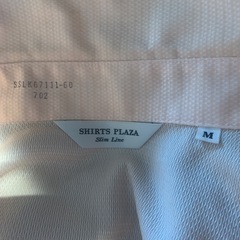 SSLK67111-60
202
SHIRTS PLAZA
Slim Line
M